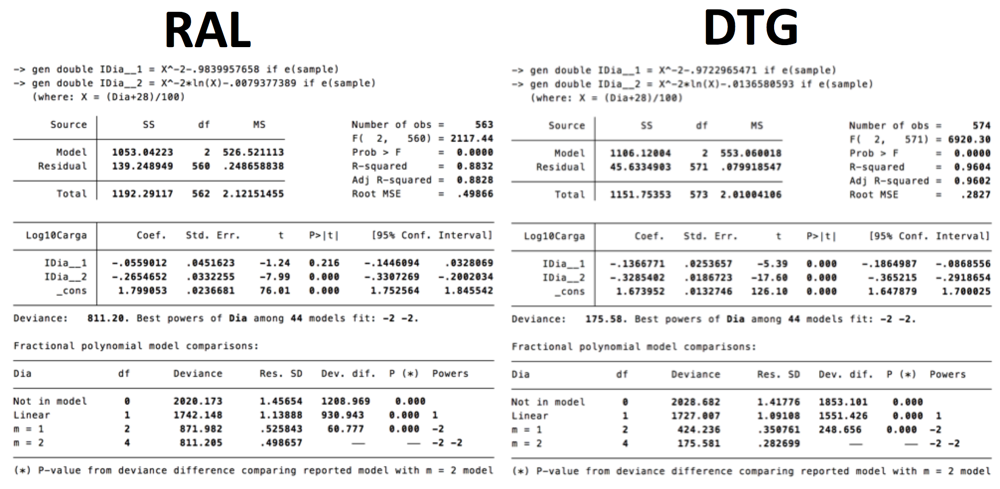 RAL
-> gen double IDia__1 = X^-2-.9839957658 if e(sample)
-> gen double IDia__2 = X^-2*ln(X)-.0079377389 if e(sample)
(where: X = (Dia+28)/100)
Source SS df MS
Model 1053.04223 2 526.521113
Residual 139.248949 560 .248658838
Total 1192.29117 562 2.12151455
Number of obs = 563
F( 2, 560) = 2117.44
Prob > F = 0.0000
R-squared = 0.8832
Adj R-squared = 0.8828
Root MSE = .49866
Log10Carga Coef. Std. Err. t P>|t| [95% Conf. Interval]
IDia__1 -.0559012 .0451623 -1.24 0.216 -.1446094 .0328069
IDia__2 -.2654652 .0332255 -7.99 0.000 -.3307269 -.2002034
_cons 1.799053 .0236681 76.01 0.000 1.752564 1.845542
Deviance: 811.20. Best powers of Dia among 44 models fit: -2 -2.
Fractional polynomial model comparisons:
Dia df Deviance Res. SD Dev. dif. P (*) Powers
Not in model 0 2020.173 1.45654 1208.969 0.000
Linear 1 1742.148 1.13888 930.943 0.000 1
m = 1 2 871.982 .525843 60.777 0.000 -2
m = 2 4 811.205 .498657 — — -2 -2
(*) P-value from deviance difference comparing reported model with m = 2 model
DTG
-> gen double IDia__1 = X^-2-.9722965471 if e(sample)
-> gen double IDia__2 = X^-2*ln(X)-.0136580593 if e(sample)
(where: X = (Dia+28)/100)
Source SS df MS
Model 1106.12004 2 553.060018
Residual 45.6334903 571 .079918547
Total 1151.75353 573 2.01004106
Number of obs = 574
F( 2, 571) = 6920.30
Prob > F = 0.0000
R-squared = 0.9604
Adj R-squared = 0.9602
Root MSE = .2827
Log10Carga Coef. Std. Err. t P>|t| [95% Conf. Interval]
IDia__1 -.1366771 .0253657 -5.39 0.000 -.1864987 -.0868556
IDia__2 -.3285402 .0186723 -17.60 0.000 -.365215 -.2918654
_cons 1.673952 .0132746 126.10 0.000 1.647879 1.700025
Deviance: 175.58. Best powers of Dia among 44 models fit: -2 -2.
Fractional polynomial model comparisons:
Dia df Deviance Res. SD Dev. dif. P (*) Powers
Not in model 0 2028.682 1.41776 1853.101 0.000
Linear 1 1727.007 1.09108 1551.426 0.000 1
m = 1 2 424.236 .350761 248.656 0.000 -2
m = 2 4 175.581 .282699 — — -2 -2
(*) P-value from deviance difference comparing reported model with m = 2 model